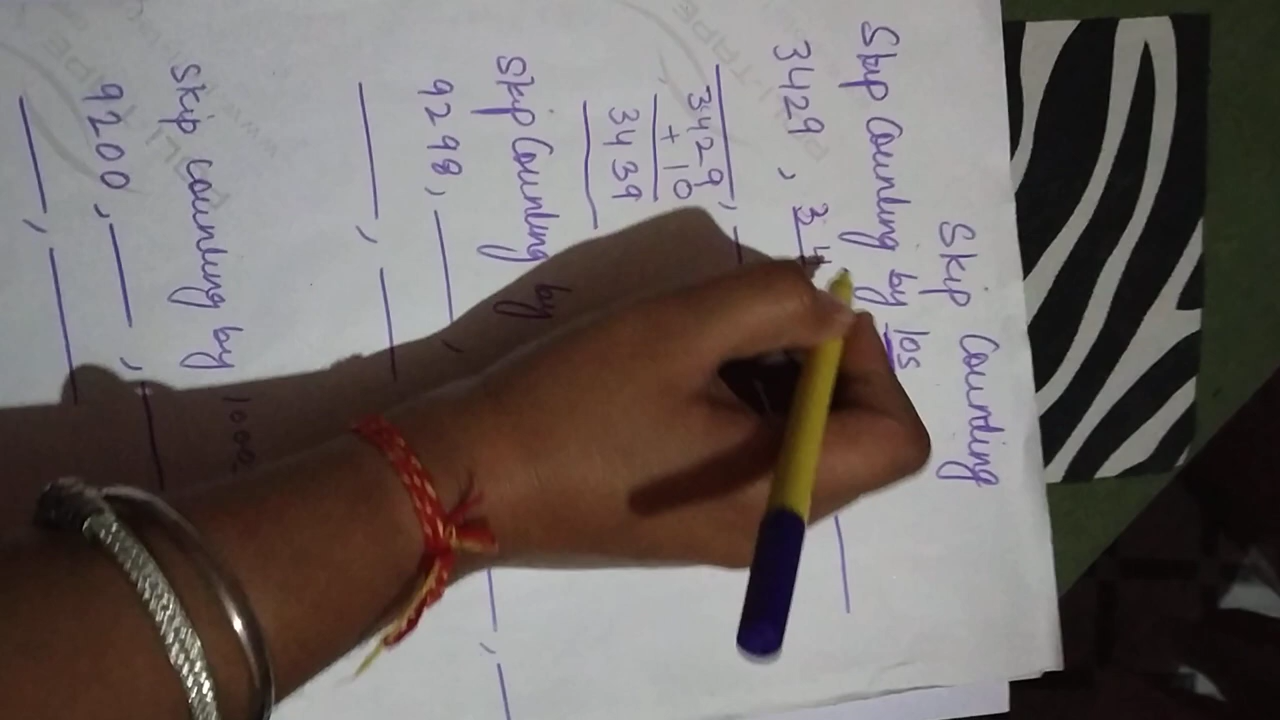 Skip Counting
Skip Counting by 10s
3429, 34
,
3429
+ 10
3439
Skip Counting by
9298, ,
,
Skip counting by 1000
9200, ,
,